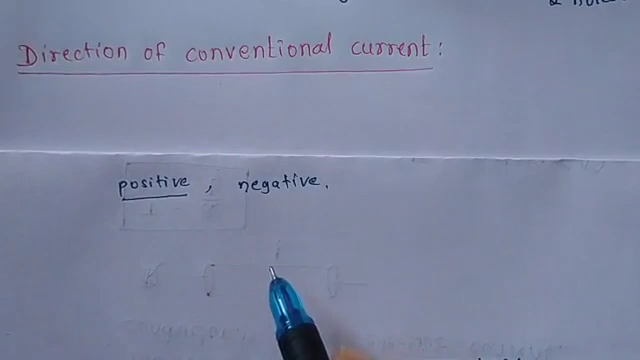 Direction of conventional current:
positive, negative.